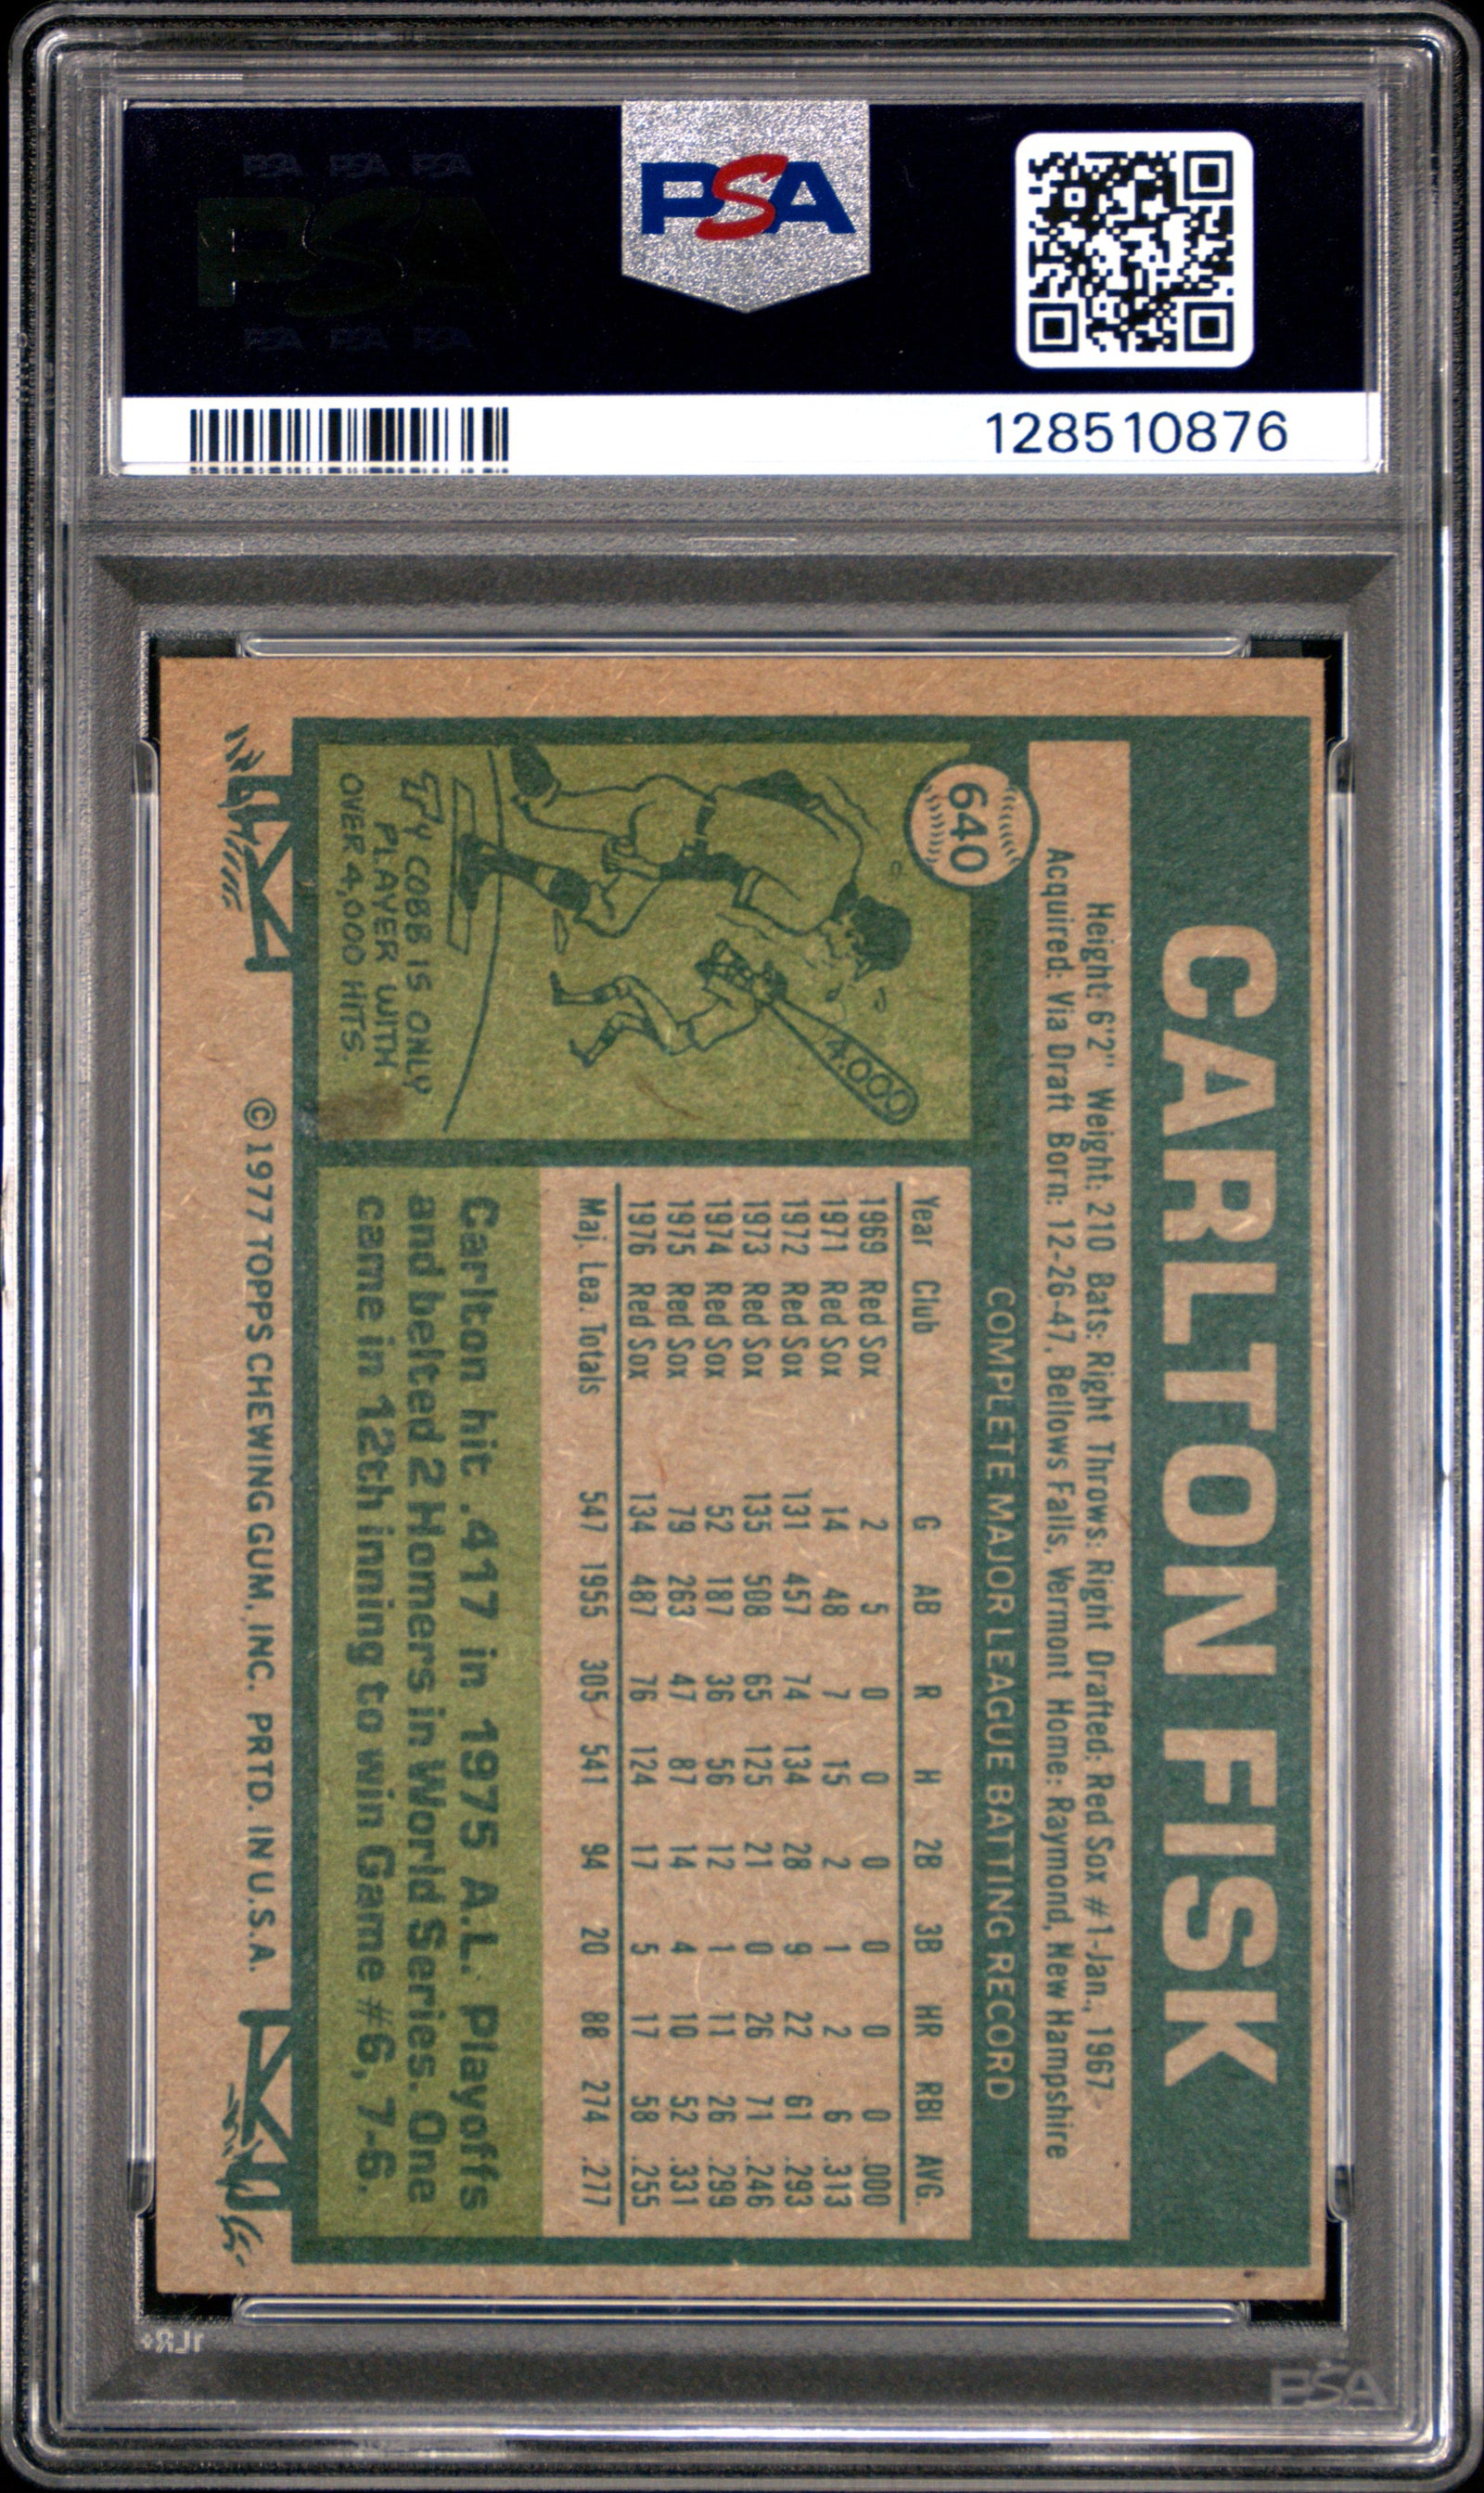 PSA PSA PSA
PSA
PSA PSA PSA
PSA
128510876
640
CARLTON FISK
Height: 6'2" Weight: 210 Bats: Right Throws: Right Drafted: Red Sox #1-Jan., 1967
Acquired: Via Draft Born: 12-26-47, Bellows Falls, Vermont Home: Raymond, New Hampshire
COMPLETE MAJOR LEAGUE BATTING RECORD
Year Club G AB R H 2B 3B HR RBI AVG.
1969 Red Sox 2 5 0 0 0 0 0 0 .000
1971 Red Sox 14 48 7 15 2 1 2 6 .313
1972 Red Sox 131 457 74 134 28 9 22 61 .293
1973 Red Sox 135 508 65 125 21 0 26 71 .246
1974 Red Sox 52 187 36 56 12 1 11 26 .299
1975 Red Sox 79 263 47 87 14 4 10 52 .331
1976 Red Sox 134 487 76 124 17 5 17 58 .255
Maj. Lea. Totals 547 1955 305 541 94 20 88 274 .277
4,000
TY COBB IS ONLY
PLAYER WITH
OVER 4,000 HITS.
Carlton hit .417 in 1975 A.L. Playoffs
and belted 2 Homers in World Series. One
came in 12th inning to win Game #6, 7-6.
© 1977 TOPPS CHEWING GUM, INC. PRTD. IN U.S.A.
PSA